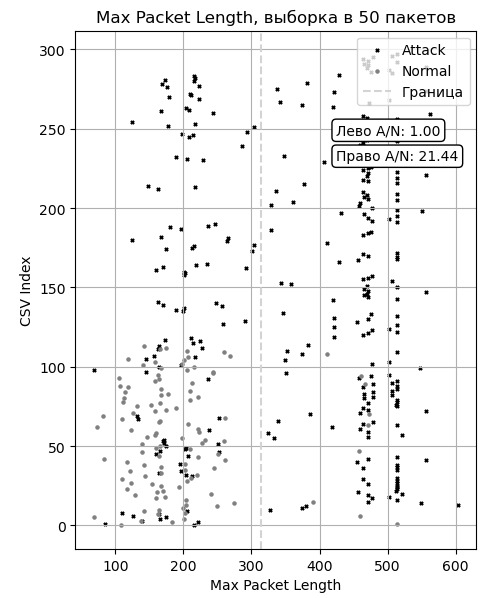 Max Packet Length, выборка в 50 пакетов
Attack
Normal
Граница
Лево A/N: 1.00
Право A/N: 21.44
300
250
200
150
100
50
0
CSV Index
100 200 300 400 500 600
Max Packet Length